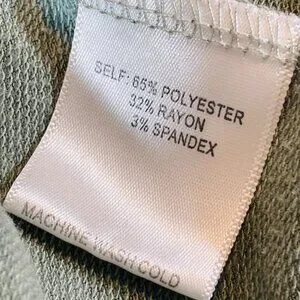 SELF: 65% POLYESTER
32% RAYON
3% SPANDEX
MACHINE WASH COLD